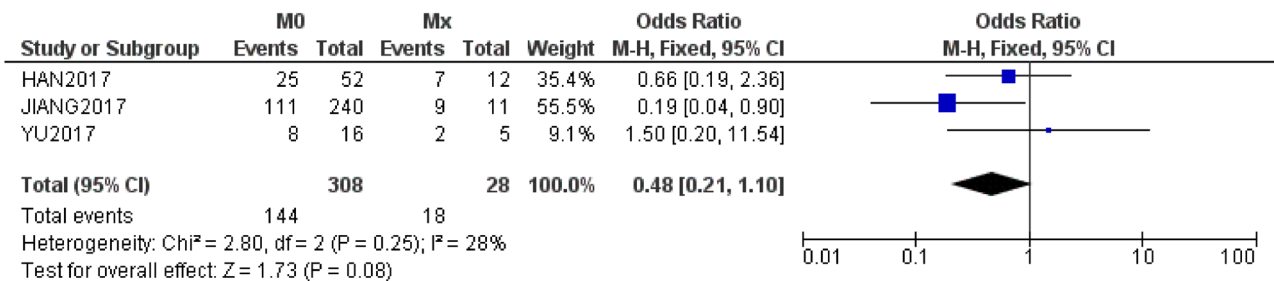 M0 Mx Odds Ratio Odds Ratio
Study or Subgroup Events Total Events Total Weight M-H, Fixed, 95% CI M-H, Fixed, 95% CI
HAN2017 25 52 7 12 35.4% 0.66 [0.19, 2.36]
JIANG2017 111 240 9 11 55.5% 0.19 [0.04, 0.90]
YU2017 8 16 2 5 9.1% 1.50 [0.20, 11.54]
Total (95% CI) 308 28 100.0% 0.48 [0.21, 1.10]
Total events 144 18
Heterogeneity: Chi² = 2.80, df = 2 (P = 0.25); I² = 28%
Test for overall effect: Z = 1.73 (P = 0.08)
0.01 0.1 1 10 100